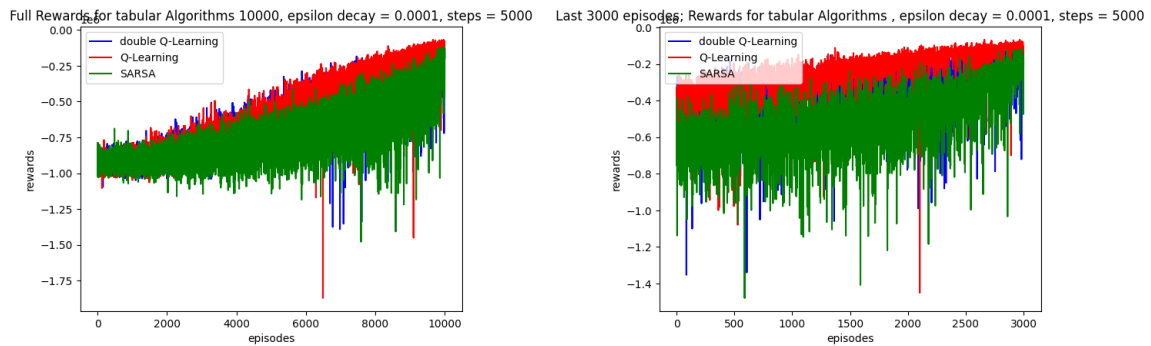 Full Rewards for tabular Algorithms 10000, epsilon decay = 0.0001, steps = 5000
1e6
0.00
−0.25
−0.50
−0.75
−1.00
−1.25
−1.50
−1.75
rewards
double Q-Learning
Q-Learning
SARSA
0 2000 4000 6000 8000 10000
episodes
Last 3000 episodes; Rewards for tabular Algorithms , epsilon decay = 0.0001, steps = 5000
1e6
0.0
−0.2
−0.4
−0.6
−0.8
−1.0
−1.2
−1.4
rewards
double Q-Learning
Q-Learning
SARSA
0 500 1000 1500 2000 2500 3000
episodes